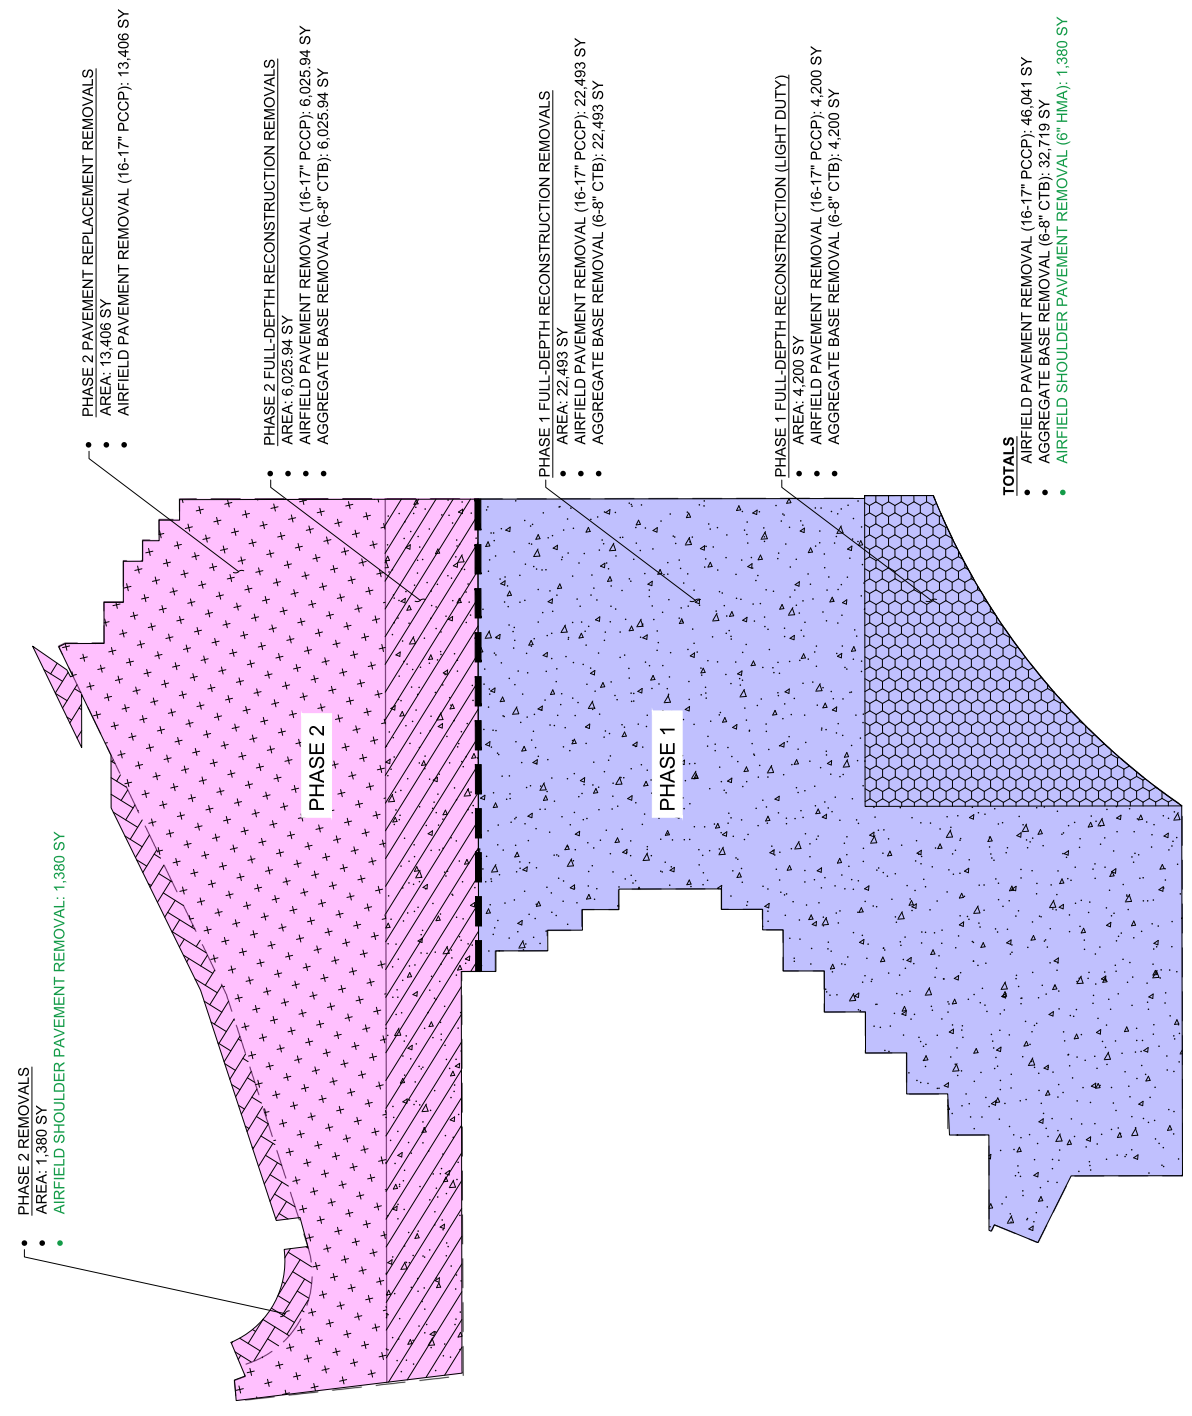 PHASE 2 REMOVALS
• AREA: 1,380 SY
• AIRFIELD SHOULDER PAVEMENT REMOVAL: 1,380 SY
PHASE 2 PAVEMENT REPLACEMENT REMOVALS
• AREA: 13,406 SY
• AIRFIELD PAVEMENT REMOVAL (16-17" PCCP): 13,406 SY
PHASE 2 FULL-DEPTH RECONSTRUCTION REMOVALS
• AREA: 6,025.94 SY
• AIRFIELD PAVEMENT REMOVAL (16-17" PCCP): 6,025.94 SY
• AGGREGATE BASE REMOVAL (6-8" CTB): 6,025.94 SY
PHASE 2
PHASE 1 FULL-DEPTH RECONSTRUCTION REMOVALS
• AREA: 22,493 SY
• AIRFIELD PAVEMENT REMOVAL (16-17" PCCP): 22,493 SY
• AGGREGATE BASE REMOVAL (6-8" CTB): 22,493 SY
PHASE 1
PHASE 1 FULL-DEPTH RECONSTRUCTION (LIGHT DUTY)
• AREA: 4,200 SY
• AIRFIELD PAVEMENT REMOVAL (16-17" PCCP): 4,200 SY
• AGGREGATE BASE REMOVAL (6-8" CTB): 4,200 SY
TOTALS
• AIRFIELD PAVEMENT REMOVAL (16-17" PCCP): 46,041 SY
• AGGREGATE BASE REMOVAL (6-8" CTB): 32,719 SY
• AIRFIELD SHOULDER PAVEMENT REMOVAL (6" HMA): 1,380 SY